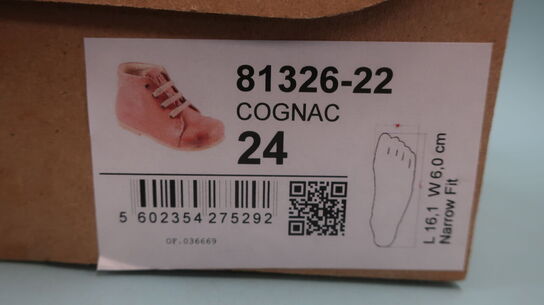 81326-22
COGNAC
24
5 602354 275292
OF.036669
L 16,1 W 6,0 cm
Narrow Fit